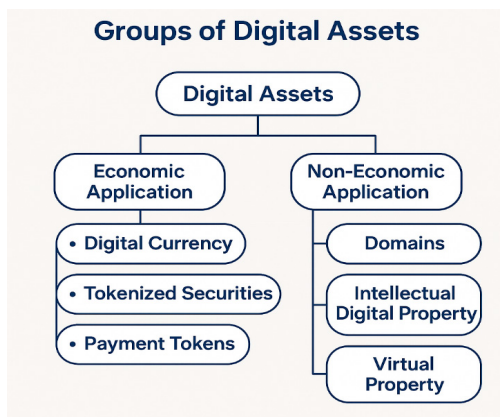 Groups of Digital Assets
Digital Assets
Economic
Application
• Digital Currency
• Tokenized Securities
• Payment Tokens
Non-Economic
Application
Domains
Intellectual
Digital Property
Virtual
Property